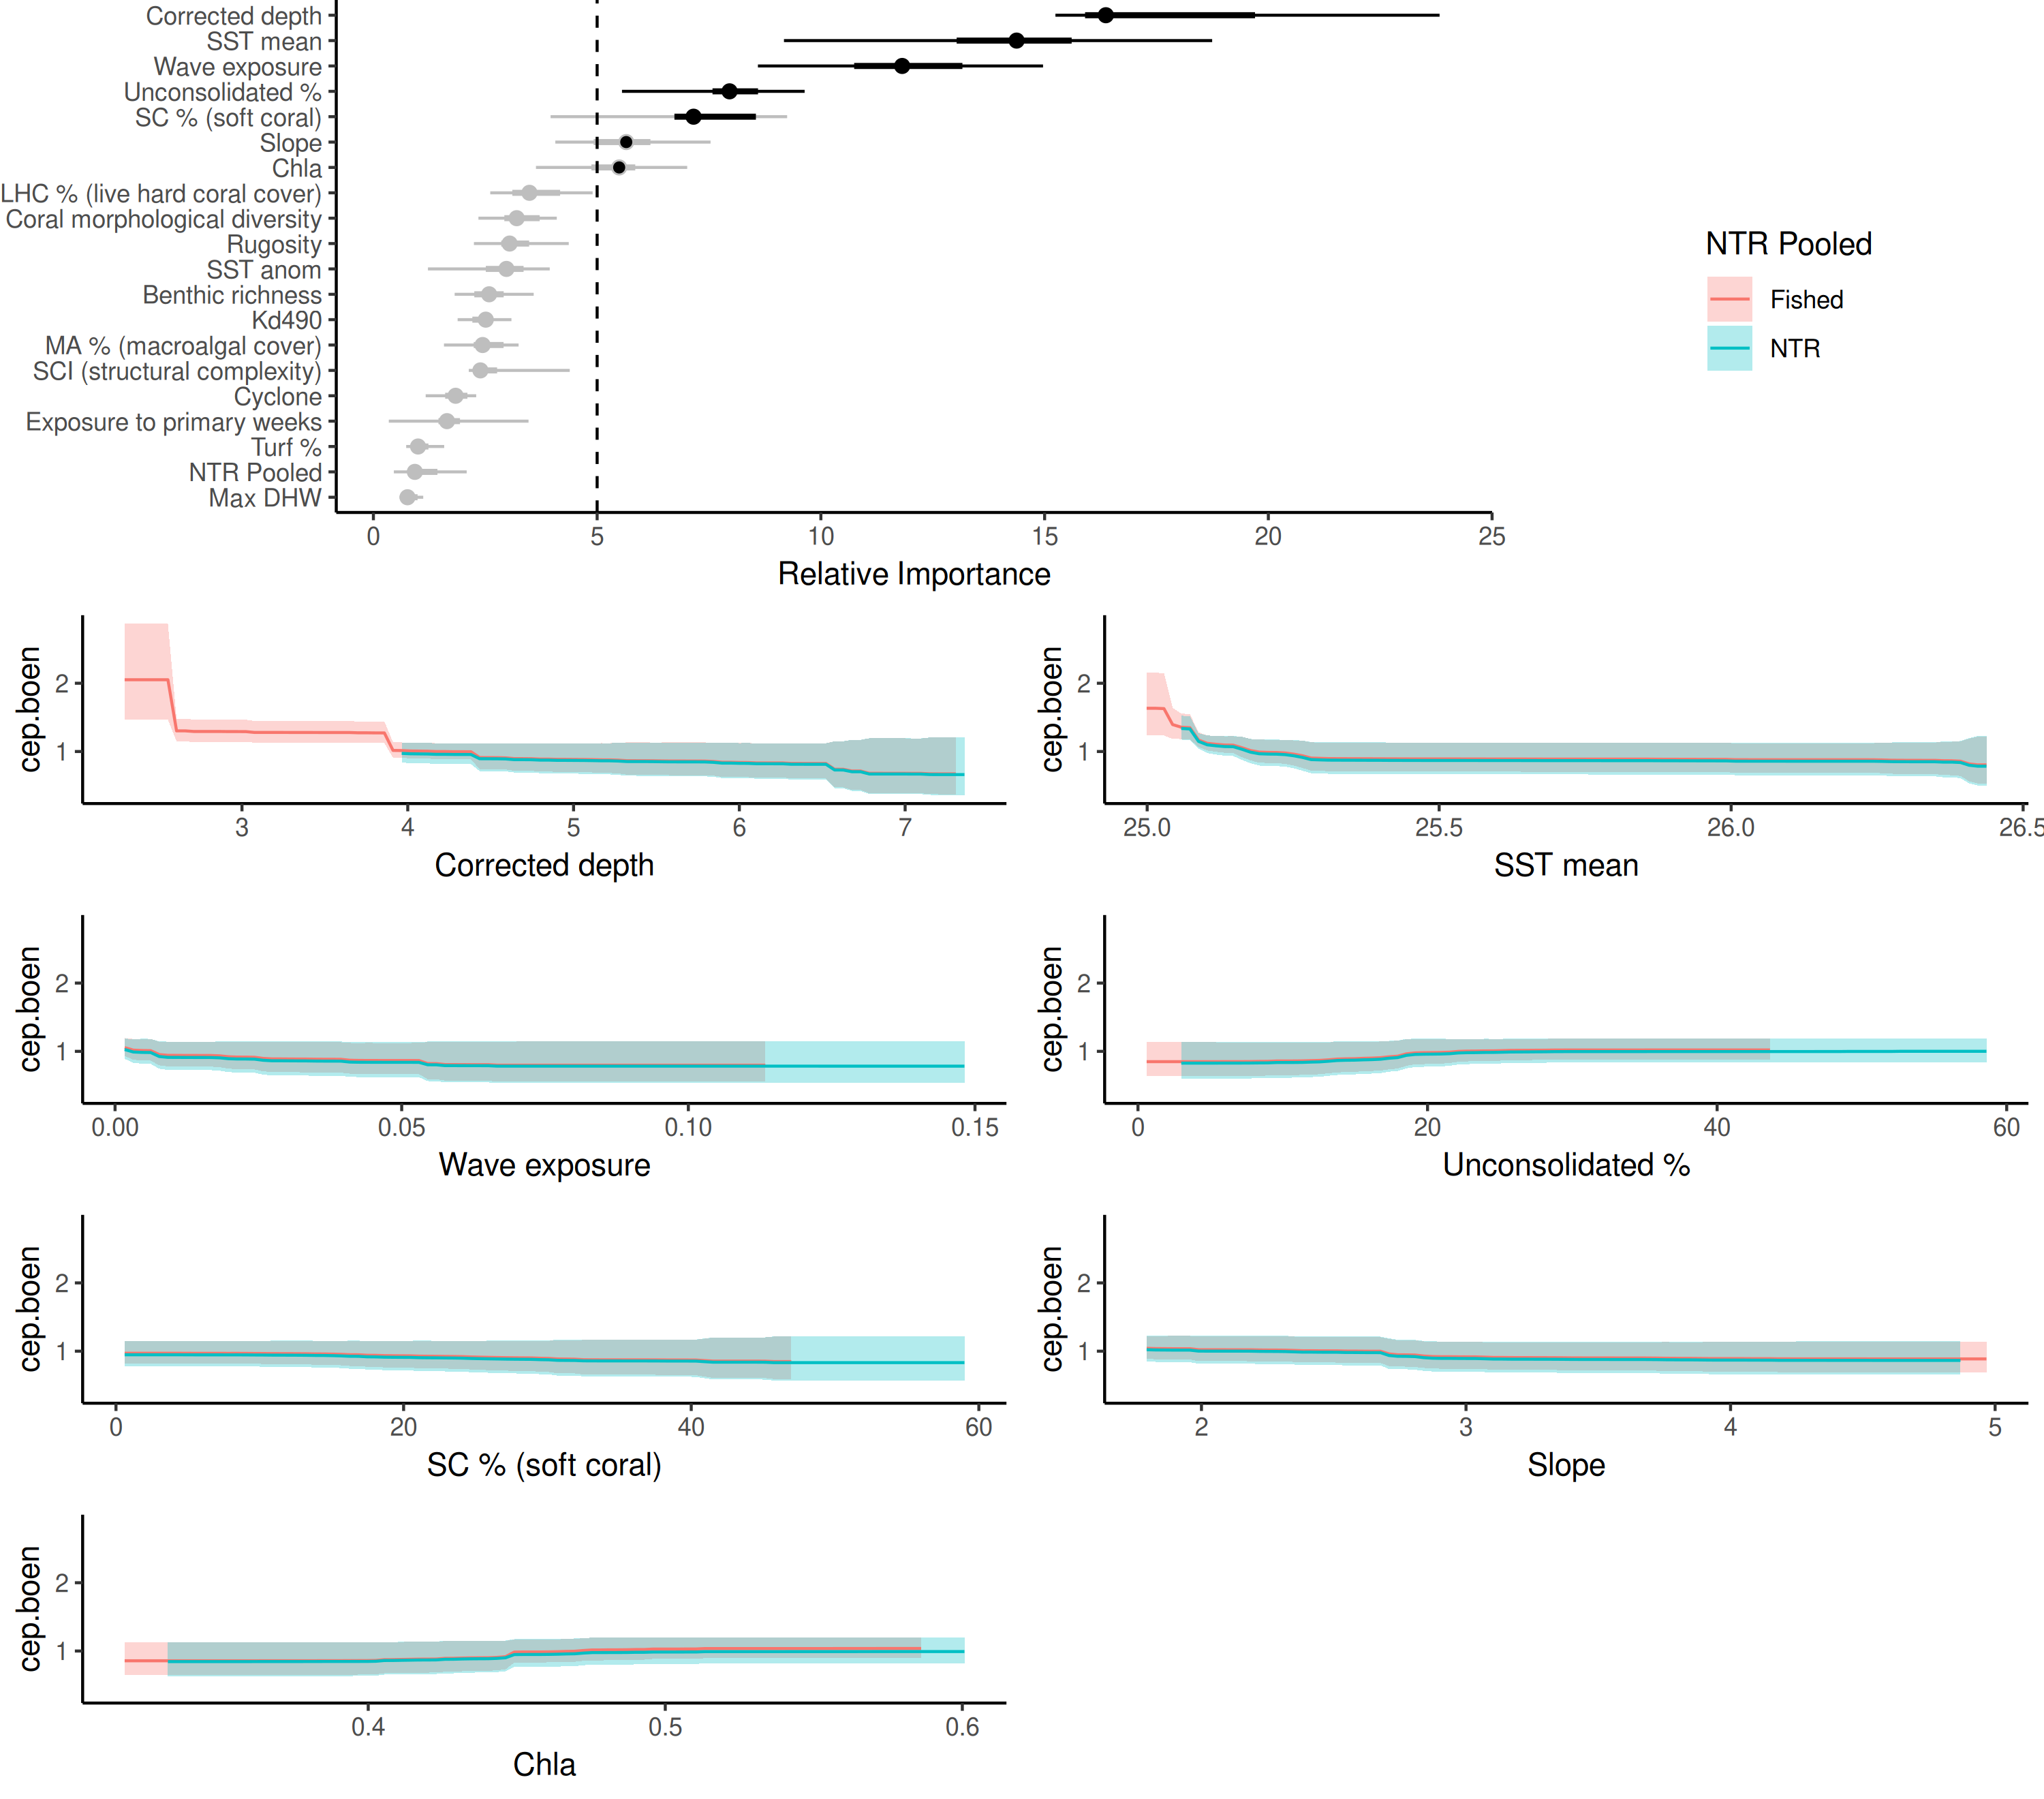 Corrected depth
SST mean
Wave exposure
Unconsolidated %
SC % (soft coral)
Slope
Chla
LHC % (live hard coral cover)
Coral morphological diversity
Rugosity
SST anom
Benthic richness
Kd490
MA % (macroalgal cover)
SCI (structural complexity)
Cyclone
Exposure to primary weeks
Turf %
NTR Pooled
Max DHW
0 5 10 15 20 25
Relative Importance
NTR Pooled
Fished
NTR
cep.boen
2
1
3 4 5 6 7
Corrected depth
cep.boen
2
1
25.0 25.5 26.0 26.5
SST mean
cep.boen
2
1
0.00 0.05 0.10 0.15
Wave exposure
cep.boen
2
1
0 20 40 60
Unconsolidated %
cep.boen
2
1
0 20 40 60
SC % (soft coral)
cep.boen
2
1
2 3 4 5
Slope
cep.boen
2
1
0.4 0.5 0.6
Chla